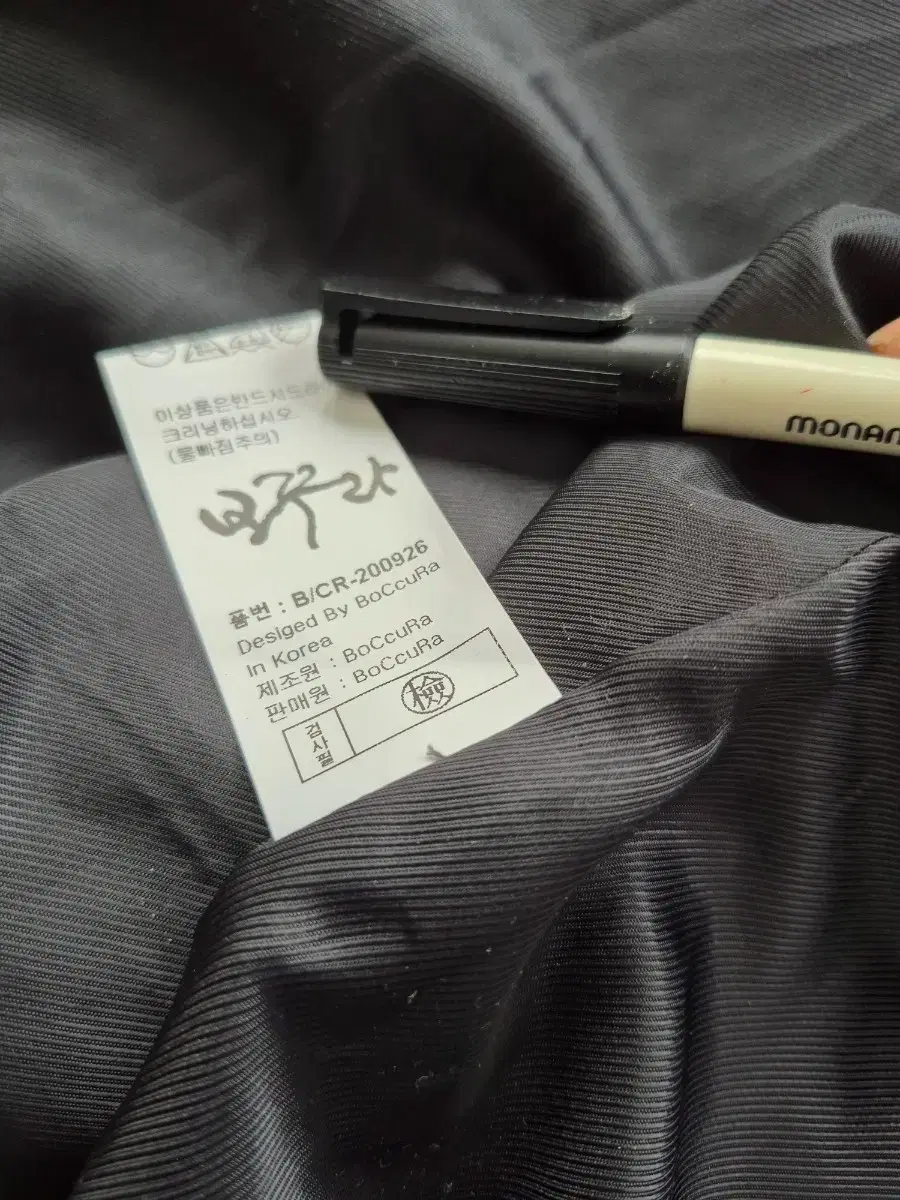 이상품은반드시드라
크리닝하십시오.
(물빠짐주의)
보꾸라
품번 : B/CR-200926
Desiged By BoCcuRa
In Korea
제조원 : BoCcuRa
판매원 : BoCcuRa
검사필
檢
monan